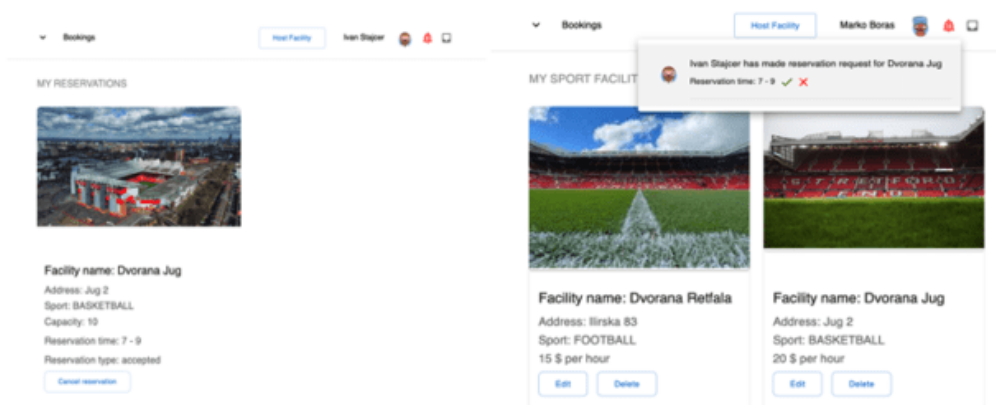 Bookings
Host Facility
Ivan Stajcer
MY RESERVATIONS
Facility name: Dvorana Jug
Address: Jug 2
Sport: BASKETBALL
Capacity: 10
Reservation time: 7 - 9
Reservation type: accepted
Cancel reservation
Bookings
Host Facility
Marko Boras
Ivan Stajcer has made reservation request for Dvorana Jug
Reservation time: 7 - 9
MY SPORT FACILIT
Facility name: Dvorana Retfala
Address: Ilirska 83
Sport: FOOTBALL
15 $ per hour
Edit
Delete
Facility name: Dvorana Jug
Address: Jug 2
Sport: BASKETBALL
20 $ per hour
Edit
Delete